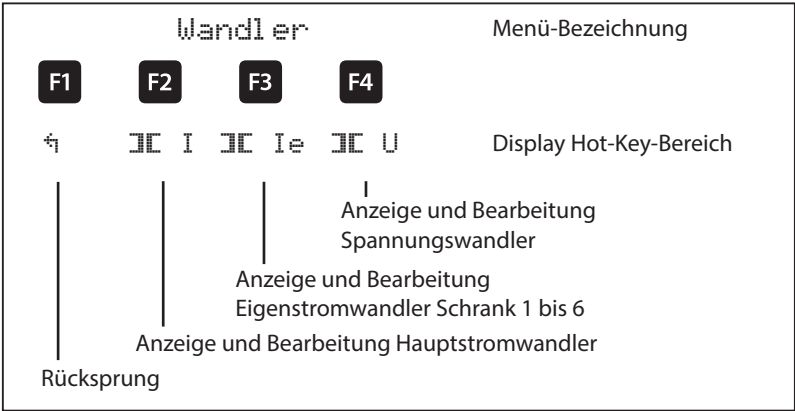 Wandler Menü-Bezeichnung
F1 F2 F3 F4
I Ie U Display Hot-Key-Bereich
Anzeige und Bearbeitung
Spannungswandler
Anzeige und Bearbeitung
Eigenstromwandler Schrank 1 bis 6
Anzeige und Bearbeitung Hauptstromwandler
Rücksprung